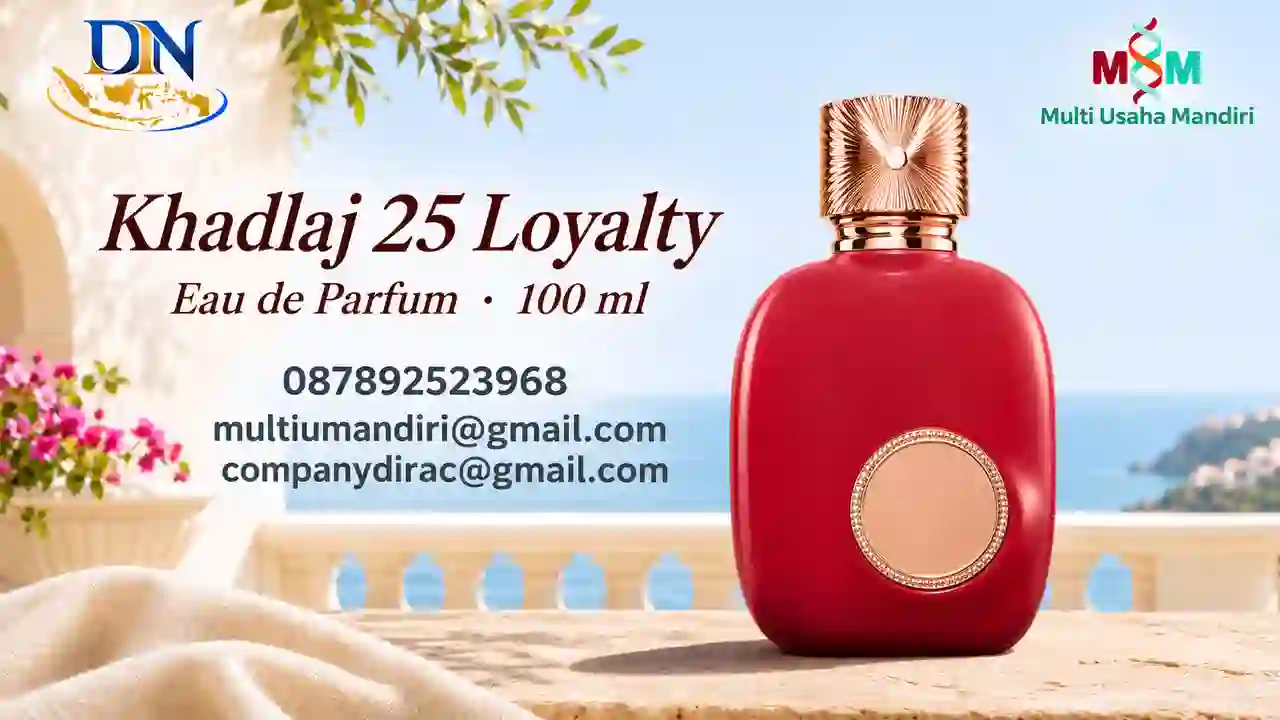 DN
MM
Multi Usaha Mandiri
Khadlaj 25 Loyalty
Eau de Parfum • 100 ml
087892523968
multiumandiri@gmail.com
companydirac@gmail.com